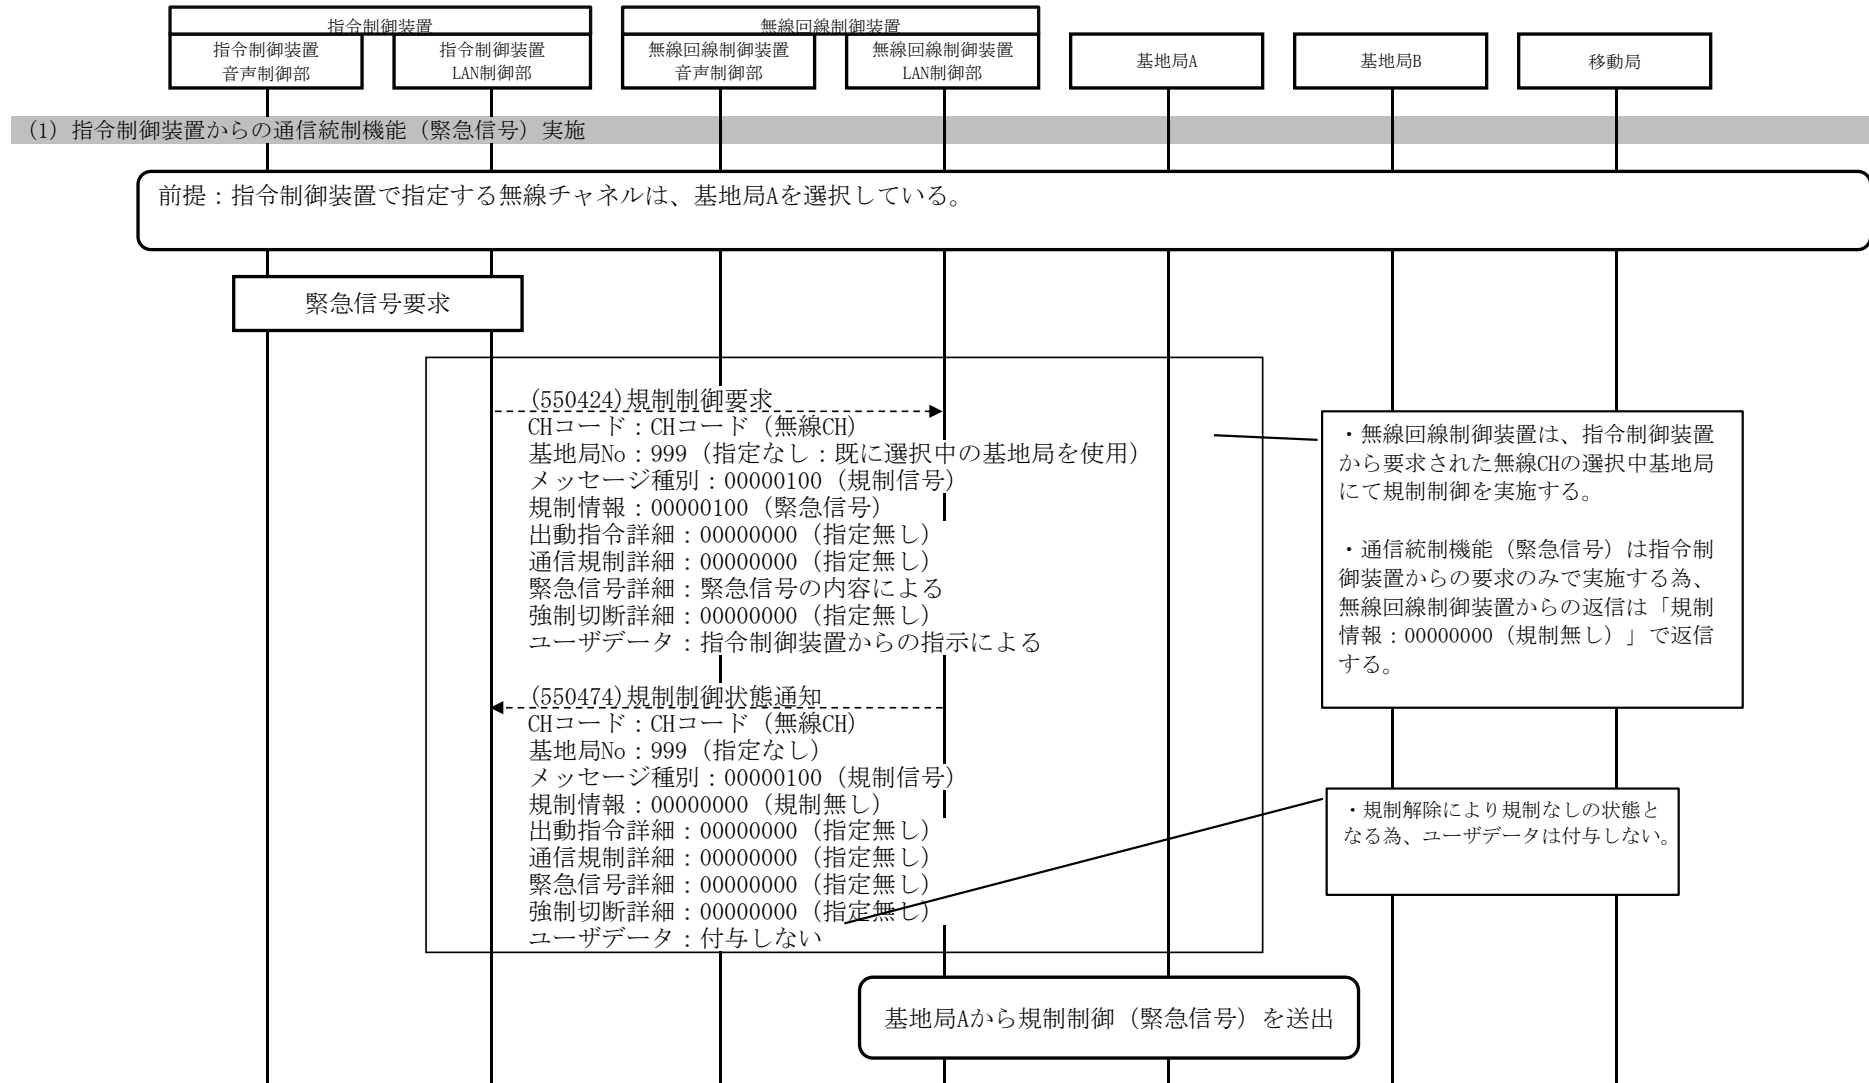 指令制御装置
無線回線制御装置
指令制御装置
音声制御部
指令制御装置
LAN制御部
無線回線制御装置
音声制御部
無線回線制御装置
LAN制御部
基地局A
基地局B
移動局
(1) 指令制御装置からの通信統制機能（緊急信号）実施
前提：指令制御装置で指定する無線チャネルは、基地局Aを選択している。
緊急信号要求
(550424)規制制御要求
CHコード：CHコード（無線CH）
基地局No：999（指定なし：既に選択中の基地局を使用）
メッセージ種別：00000100（規制信号）
規制情報：00000100（緊急信号）
出動指令詳細：00000000（指定無し）
通信規制詳細：00000000（指定無し）
緊急信号詳細：緊急信号の内容による
強制切断詳細：00000000（指定無し）
ユーザデータ：指令制御装置からの指示による
(550474)規制制御状態通知
CHコード：CHコード（無線CH）
基地局No：999（指定なし）
メッセージ種別：00000100（規制信号）
規制情報：00000000（規制無し）
出動指令詳細：00000000（指定無し）
通信規制詳細：00000000（指定無し）
緊急信号詳細：00000000（指定無し）
強制切断詳細：00000000（指定無し）
ユーザデータ：付与しない
・無線回線制御装置は、指令制御装置
から要求された無線CHの選択中基地局
にて規制制御を実施する。
・通信統制機能（緊急信号）は指令制
御装置からの要求のみで実施する為、
無線回線制御装置からの返信は「規制
情報：00000000（規制無し）」で返信
する。
・規制解除により規制なしの状態と
なる為、ユーザデータは付与しない。
基地局Aから規制制御（緊急信号）を送出